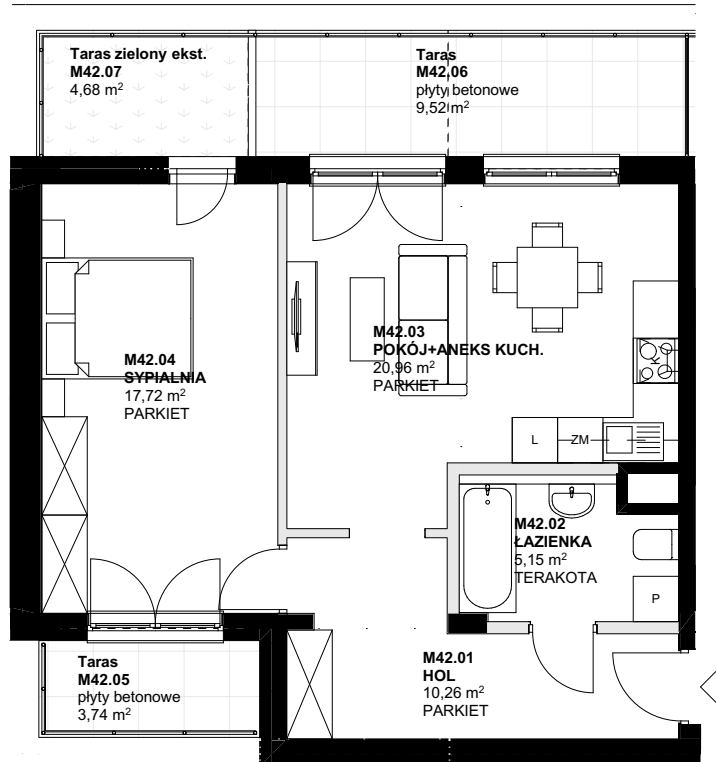 Taras zielony ekst.
M42.07
4,68 m²
Taras
M42.06
płyty betonowe
9,52 m²
M42.03
POKÓJ+ANEKS KUCH.
20,96 m²
PARKIET
M42.04
SYPIALNIA
17,72 m²
PARKIET
K
L
ZM
M42.02
ŁAZIENKA
5,15 m²
TERAKOTA
P
M42.01
HOL
10,26 m²
PARKIET
Taras
M42.05
płyty betonowe
3,74 m²